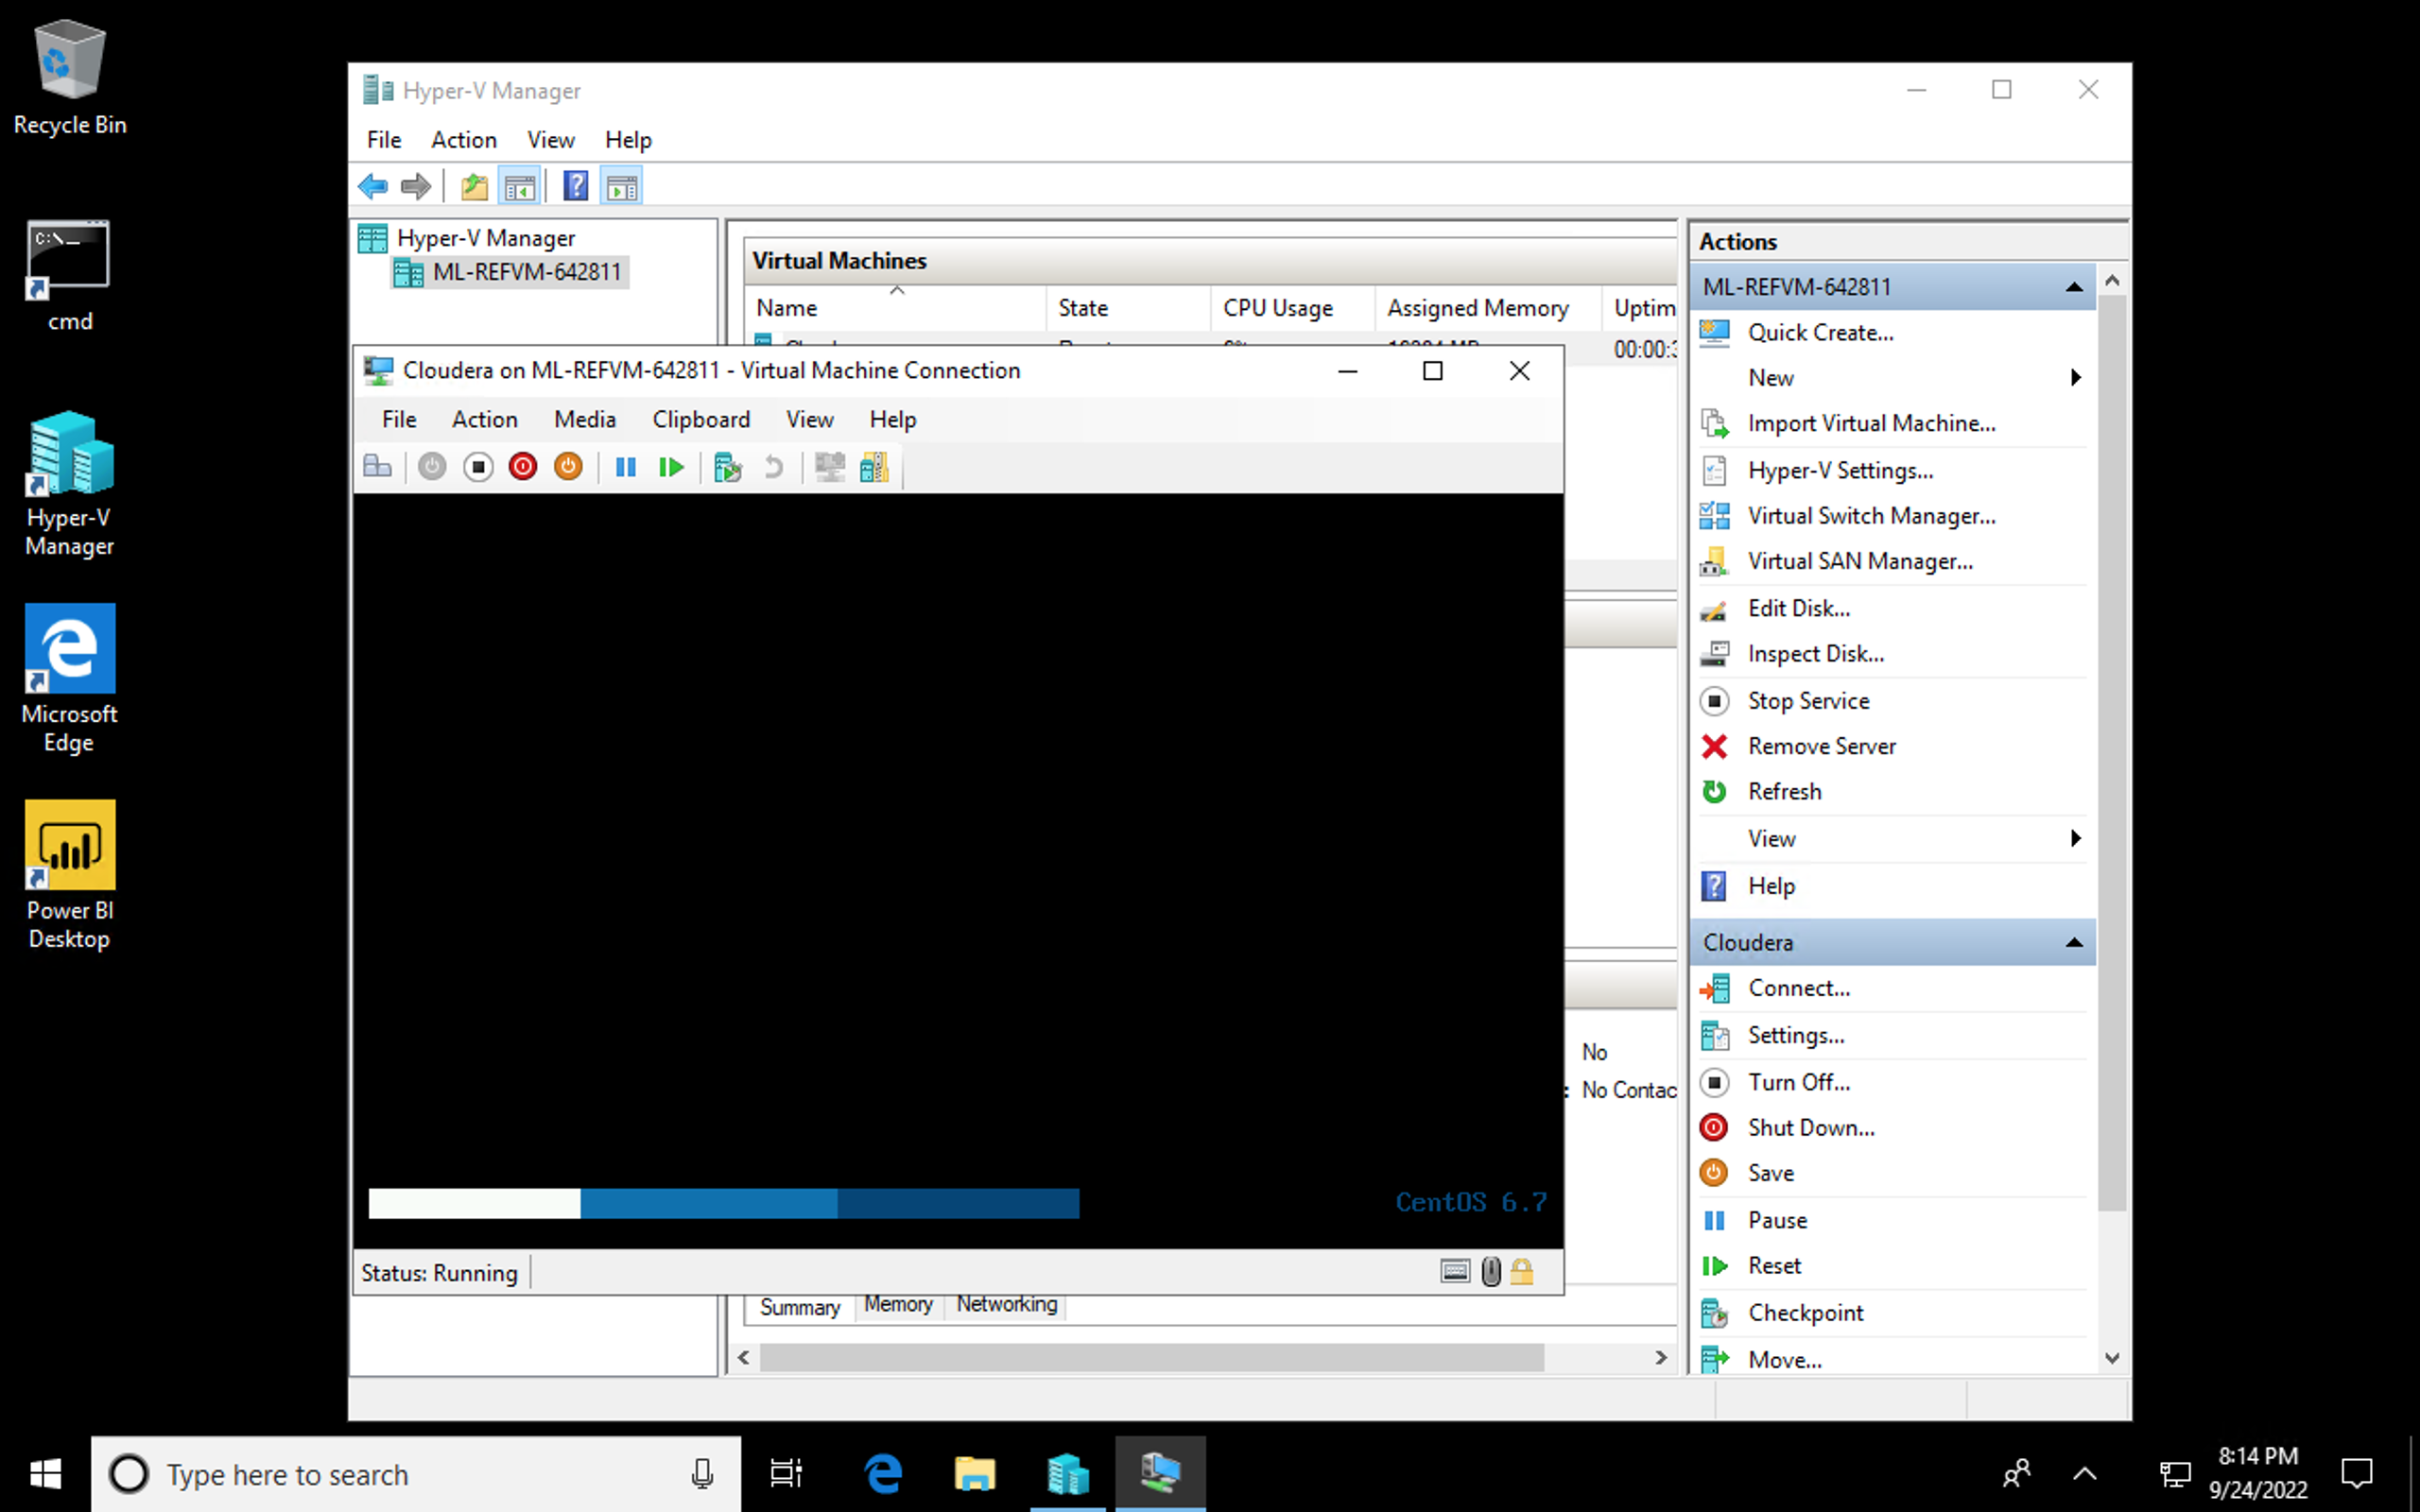 Recycle Bin
cmd
Hyper-V
Manager
Microsoft
Edge
Power BI
Desktop
Hyper-V Manager
File Action View Help
Hyper-V Manager
ML-REFVM-642811
Virtual Machines
Name State CPU Usage Assigned Memory Uptim
00:00:3
Cloudera on ML-REFVM-642811 - Virtual Machine Connection
File Action Media Clipboard View Help
CentOS 6.7
Status: Running
No
: No Contac
Summary Memory Networking
Actions
ML-REFVM-642811
Quick Create...
New
Import Virtual Machine...
Hyper-V Settings...
Virtual Switch Manager...
Virtual SAN Manager...
Edit Disk...
Inspect Disk...
Stop Service
Remove Server
Refresh
View
Help
Cloudera
Connect...
Settings...
Turn Off...
Shut Down...
Save
Pause
Reset
Checkpoint
Move...
Type here to search
8:14 PM
9/24/2022